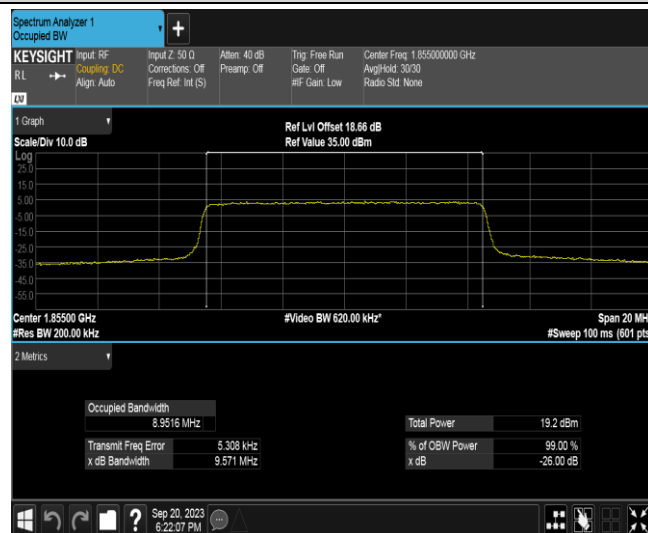 Spectrum Analyzer 1
Occupied BW
+
KEYSIGHT Input: RF Input Z: 50 Ω Atten: 40 dB Trig: Free Run Center Freq: 1.855000000 GHz
RL Coupling: DC Corrections: Off Preamp: Off Gate: Off Avg|Hold: 30/30
Align: Auto Freq Ref: Int (S) #IF Gain: Low Radio Std: None
LXI
1 Graph
Ref Lvl Offset 18.66 dB
Scale/Div 10.0 dB Ref Value 35.00 dBm
Log
25.0
15.0
5.00
-5.00
-15.0
-25.0
-35.0
-45.0
-55.0
Center 1.85500 GHz #Video BW 620.00 kHz* Span 20 MH
#Res BW 200.00 kHz #Sweep 100 ms (601 pts
2 Metrics
Occupied Bandwidth
8.9516 MHz Total Power 19.2 dBm
Transmit Freq Error 5.308 kHz % of OBW Power 99.00 %
x dB Bandwidth 9.571 MHz x dB -26.00 dB
? Sep 20, 2023
6:22:07 PM